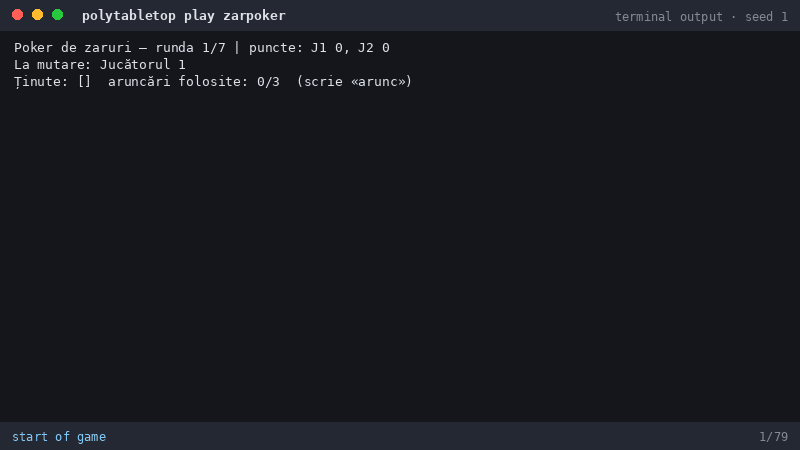 polytabletop play zarpoker
terminal output · seed 1
Poker de zaruri — runda 1/7 | puncte: J1 0, J2 0
La mutare: Jucătorul 1
Ținute: []  aruncări folosite: 0/3  (scrie «arunc»)
start of game
1/79